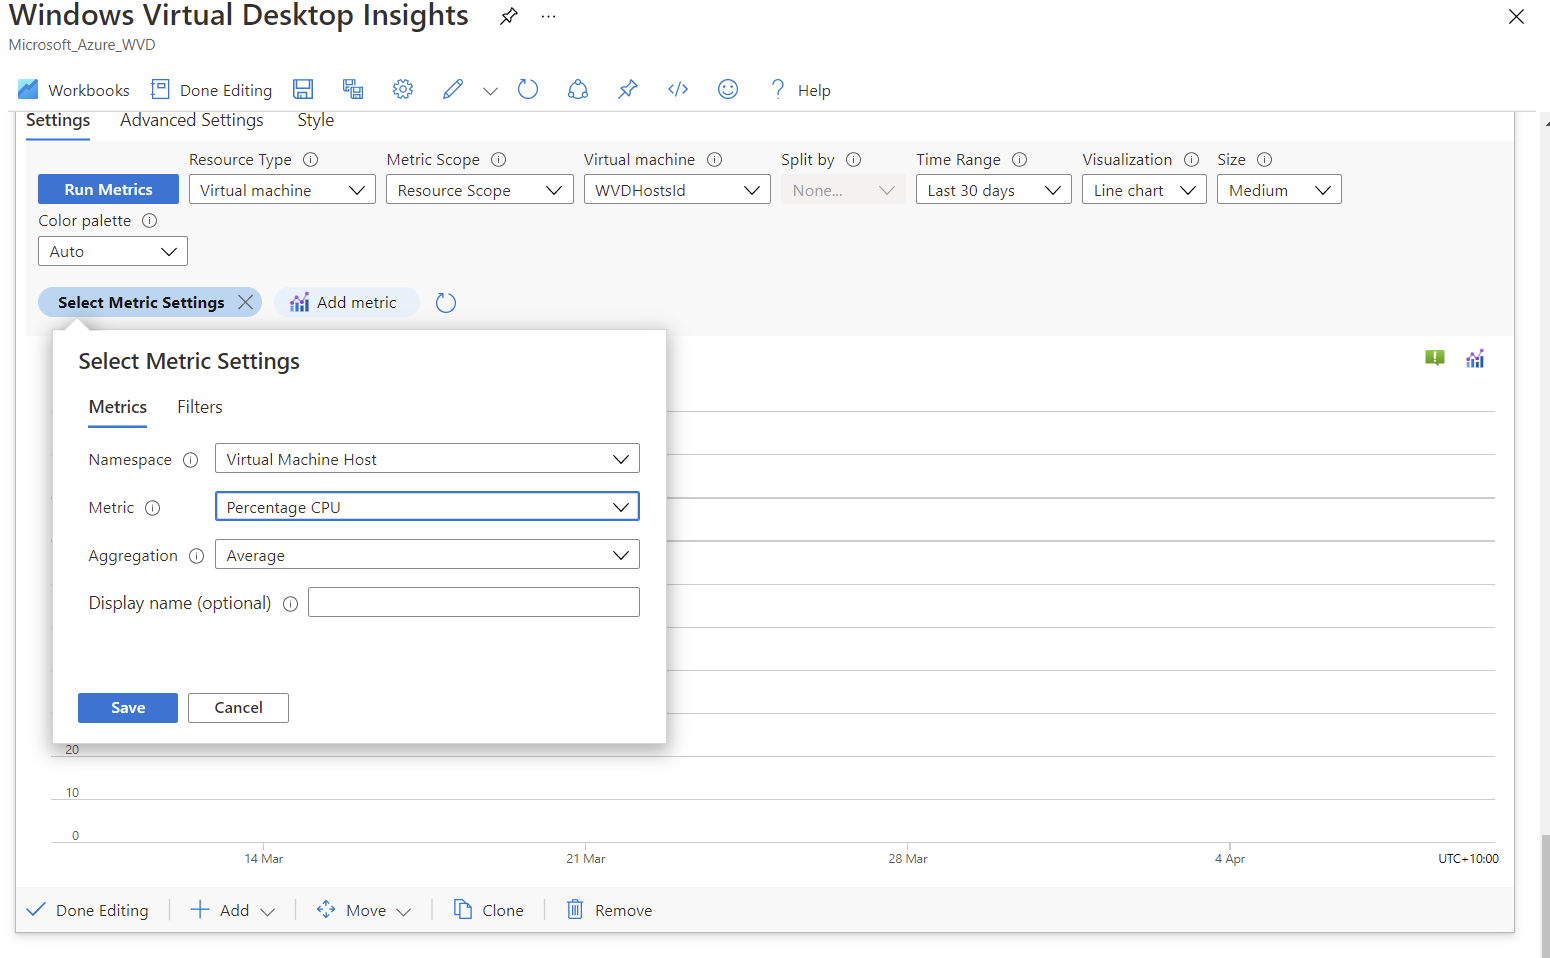 Windows Virtual Desktop Insights ...
Microsoft_Azure_WVD
Workbooks Done Editing ? Help
Settings Advanced Settings Style
Resource Type Metric Scope Virtual machine Split by Time Range Visualization Size
Run Metrics Virtual machine Resource Scope WVDHostsId None... Last 30 days Line chart Medium
Color palette
Auto
Select Metric Settings Add metric
Select Metric Settings
Metrics Filters
Namespace Virtual Machine Host
Metric Percentage CPU
Aggregation Average
Display name (optional)
Save Cancel
20
10
0
14 Mar 21 Mar 28 Mar 4 Apr UTC+10:00
Done Editing Add Move Clone Remove